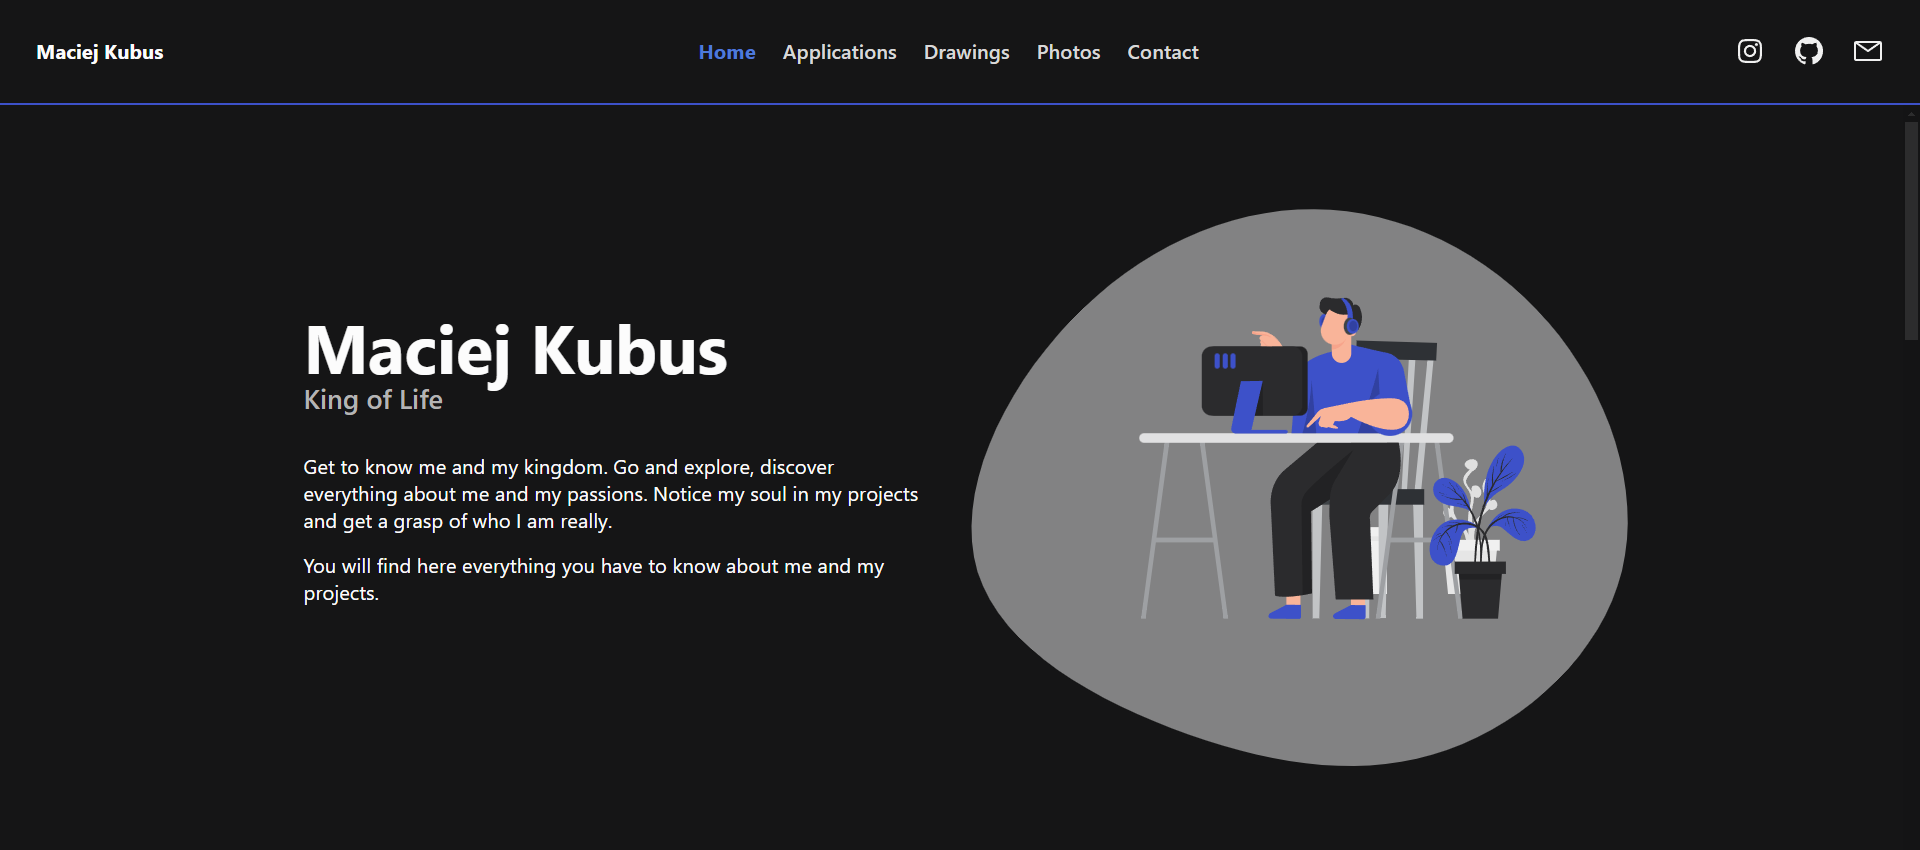 Maciej Kubus
Home Applications Drawings Photos Contact
Maciej Kubus
King of Life
Get to know me and my kingdom. Go and explore, discover
everything about me and my passions. Notice my soul in my projects
and get a grasp of who I am really.
You will find here everything you have to know about me and my
projects.